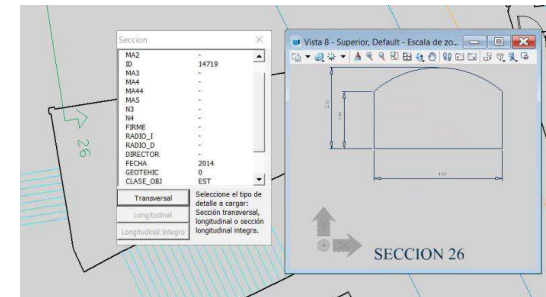 26
Seccion
MA2 -
ID 14719
MA3 -
MA4 -
MA44 -
MA5 -
N3 -
N4 -
FIRME -
RADIO_I -
RADIO_D -
DIRECTOR -
FECHA 2014
GEOTEHIC 0
CLASE_OBJ EST
Transversal
Longitudinal
Longitudinal Integro
Seleccione el tipo de
detalle a cargar:
Sección transversal,
longitudinal o sección
longitudinal integra.
Vista 8 - Superior, Default - Escala de zo...
SECCION 26